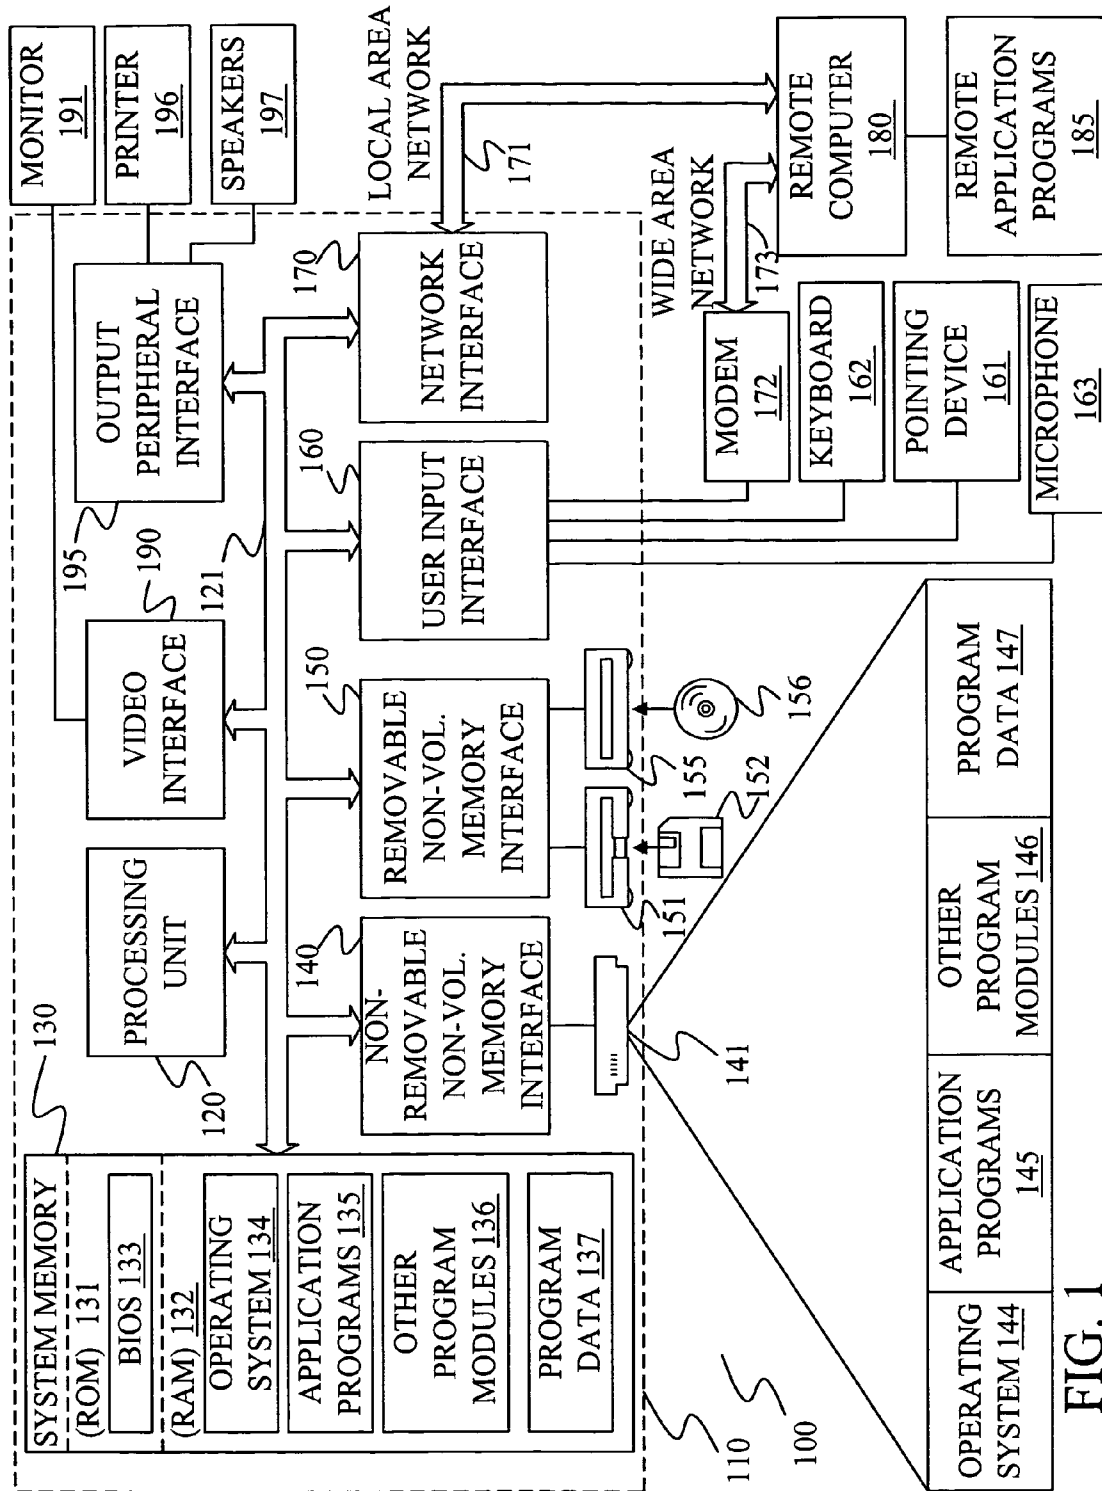 SYSTEM MEMORY
(ROM) 131
BIOS 133
(RAM) 132
OPERATING
SYSTEM 134
APPLICATION
PROGRAMS 135
OTHER
PROGRAM
MODULES 136
PROGRAM
DATA 137
130
PROCESSING
UNIT
120
VIDEO
INTERFACE
190
OUTPUT
PERIPHERAL
INTERFACE
195
121
MONITOR
191
PRINTER
196
SPEAKERS
197
NON-
REMOVABLE
NON-VOL.
MEMORY
INTERFACE
140
REMOVABLE
NON-VOL.
MEMORY
INTERFACE
150
USER INPUT
INTERFACE
160
NETWORK
INTERFACE
170
LOCAL AREA
NETWORK
171
141
151
152
155
156
WIDE AREA
NETWORK
173
MODEM
172
KEYBOARD
162
POINTING
DEVICE
161
MICROPHONE
163
REMOTE
COMPUTER
180
REMOTE
APPLICATION
PROGRAMS
185
110
100
OPERATING
SYSTEM 144
APPLICATION
PROGRAMS
145
OTHER
PROGRAM
MODULES 146
PROGRAM
DATA 147
FIG. 1